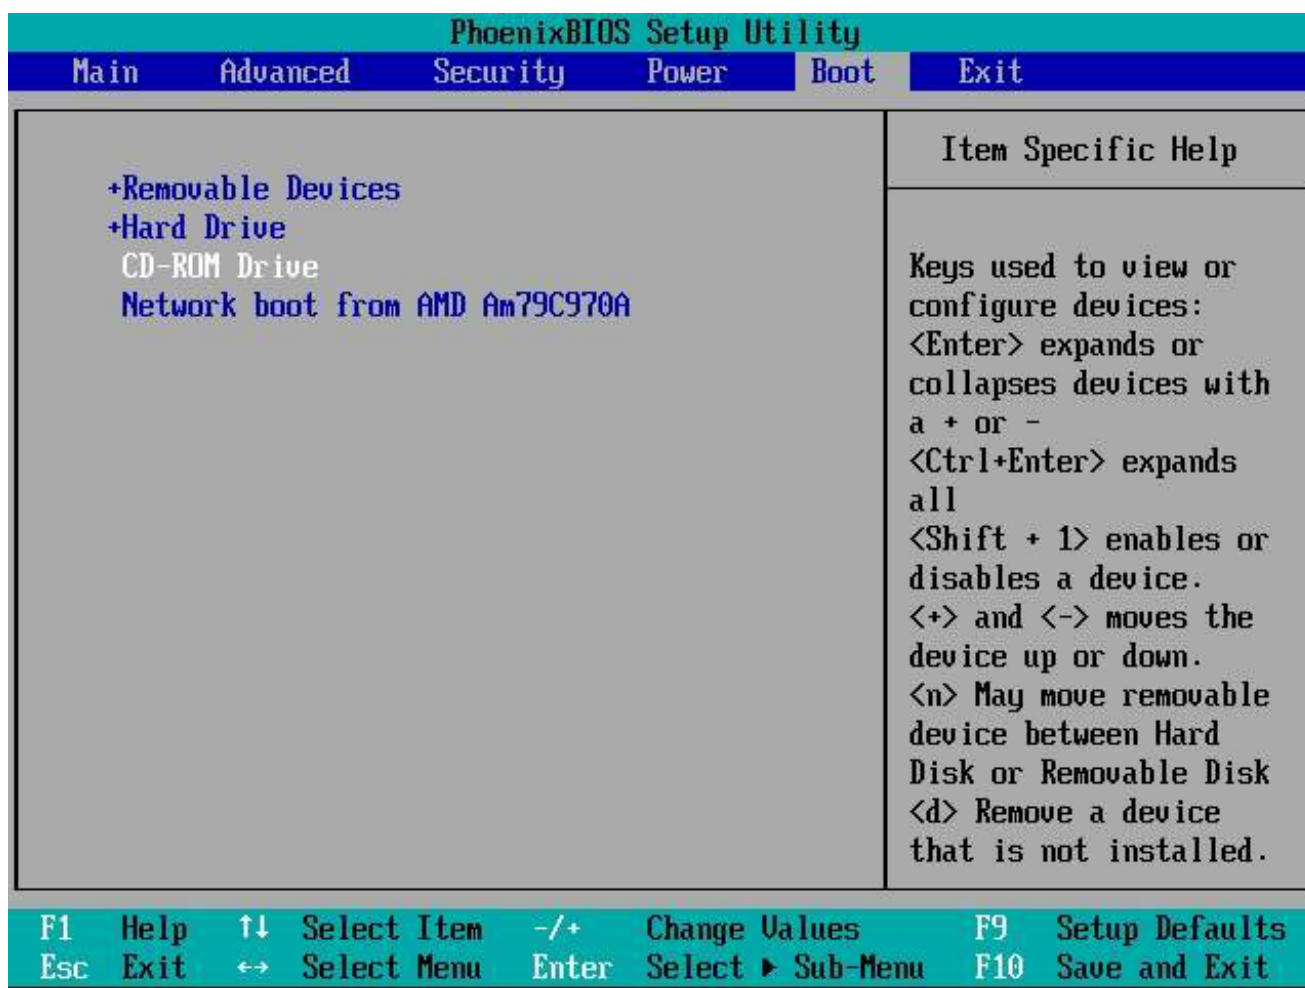 PhoenixBIOS Setup Utility
Main Advanced Security Power Boot Exit
+Removable Devices
+Hard Drive
CD-ROM Drive
Network boot from AMD Am79C970A
Item Specific Help
Keys used to view or
configure devices:
<Enter> expands or
collapses devices with
a + or -
<Ctrl+Enter> expands
all
<Shift + 1> enables or
disables a device.
<+> and <-> moves the
device up or down.
<n> May move removable
device between Hard
Disk or Removable Disk
<d> Remove a device
that is not installed.
F1 Help ↑↓ Select Item -/+ Change Values F9 Setup Defaults
Esc Exit ↔ Select Menu Enter Select ▶ Sub-Menu F10 Save and Exit